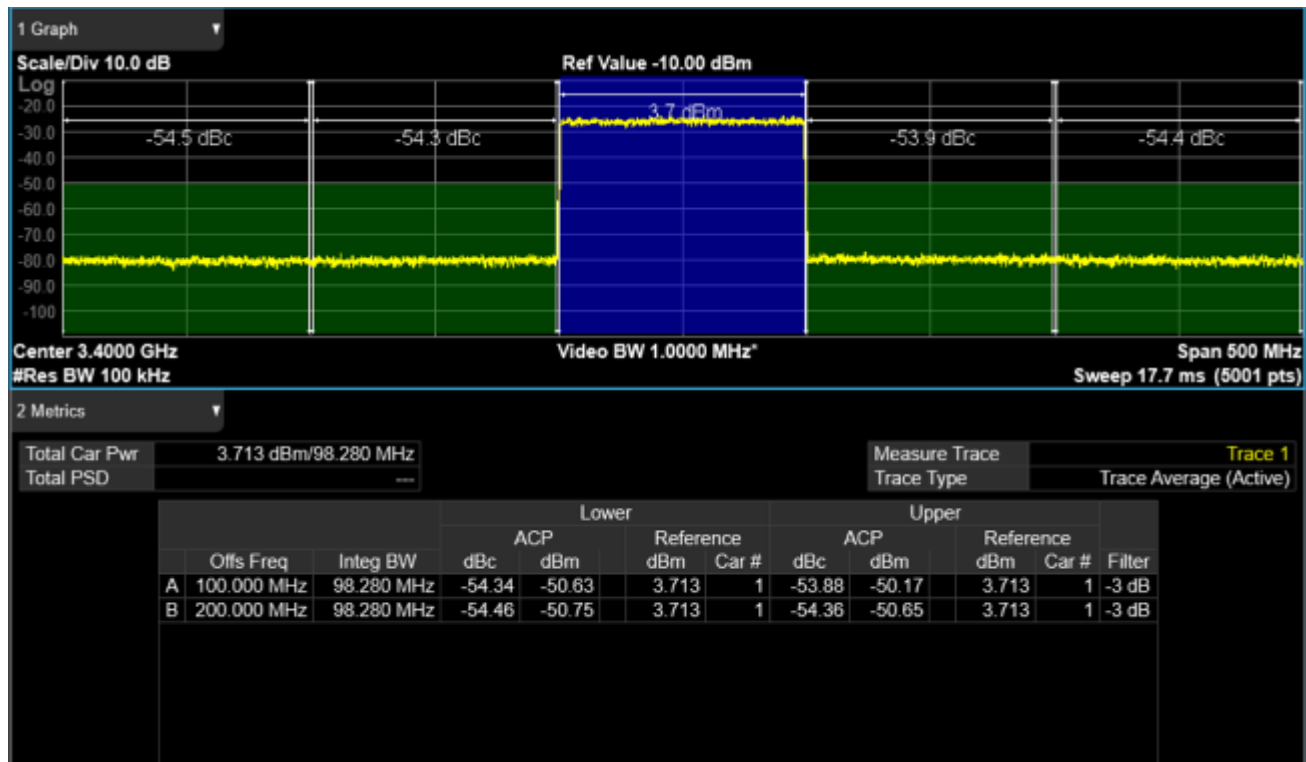 1 Graph
Scale/Div 10.0 dB Ref Value -10.00 dBm
Log
-20.0
3.7 dBm
-30.0
-54.5 dBc -54.3 dBc -53.9 dBc -54.4 dBc
-40.0
-50.0
-60.0
-70.0
-80.0
-90.0
-100
Center 3.4000 GHz Video BW 1.0000 MHz* Span 500 MHz
#Res BW 100 kHz Sweep 17.7 ms (5001 pts)
2 Metrics
Total Car Pwr 3.713 dBm/98.280 MHz Measure Trace Trace 1
Total PSD --- Trace Type Trace Average (Active)
Lower Upper
ACP Reference ACP Reference
Offs Freq Integ BW dBc dBm dBm Car # dBc dBm dBm Car # Filter
A 100.000 MHz 98.280 MHz -54.34 -50.63 3.713 1 -53.88 -50.17 3.713 1 -3 dB
B 200.000 MHz 98.280 MHz -54.46 -50.75 3.713 1 -54.36 -50.65 3.713 1 -3 dB